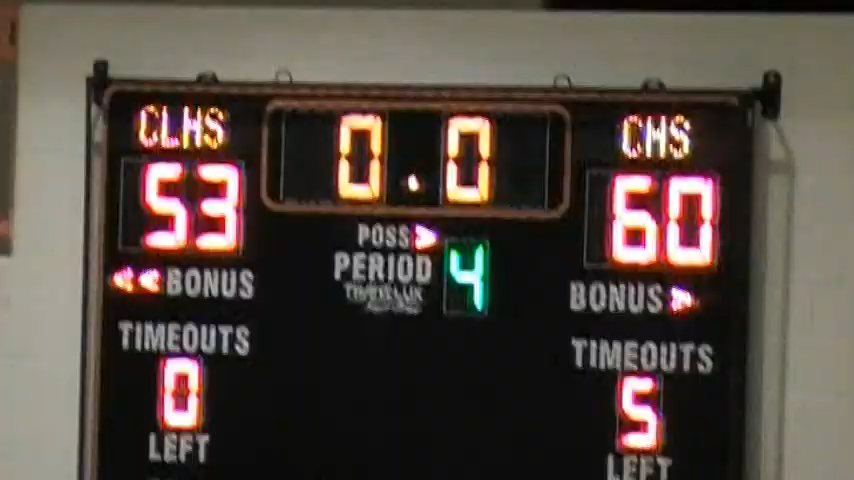 CLHS 0.0 CHS
53 60
POSS
PERIOD 4
BONUS BONUS
TIMEOUTS TIMEOUTS
0 5
LEFT LEFT